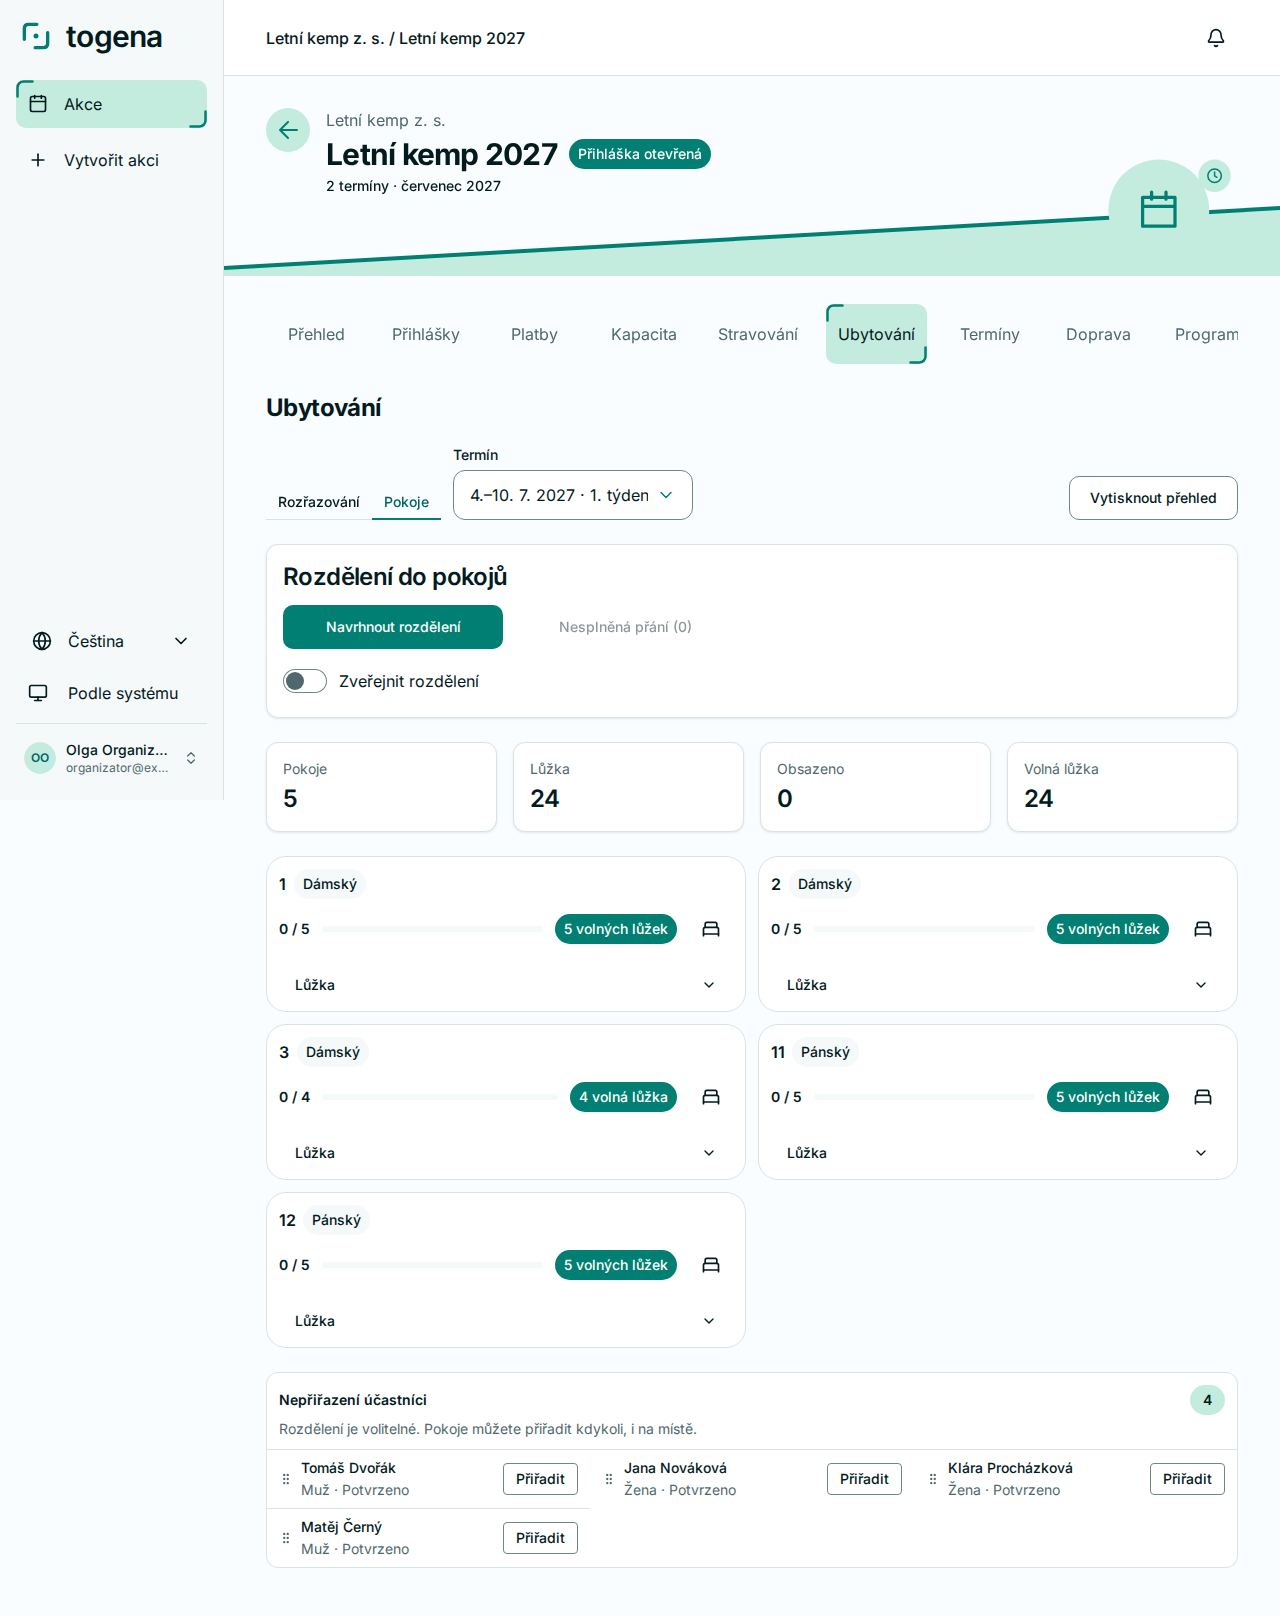 togena
Letní kemp z. s. / Letní kemp 2027
Akce
Vytvořit akci
Letní kemp z. s.
Letní kemp 2027
Přihláška otevřená
2 termíny · červenec 2027
Přehled
Přihlášky
Platby
Kapacita
Stravování
Ubytování
Termíny
Doprava
Program
Ubytování
Termín
Rozřazování
Pokoje
4.–10. 7. 2027 · 1. týden
Vytisknout přehled
Rozdělení do pokojů
Navrhnout rozdělení
Nesplněná přání (0)
Zveřejnit rozdělení
Čeština
Podle systému
OO
Olga Organiz...
organizator@ex...
Pokoje
5
Lůžka
24
Obsazeno
0
Volná lůžka
24
1 Dámský
0 / 5
5 volných lůžek
Lůžka
2 Dámský
0 / 5
5 volných lůžek
Lůžka
3 Dámský
0 / 4
4 volná lůžka
Lůžka
11 Pánský
0 / 5
5 volných lůžek
Lůžka
12 Pánský
0 / 5
5 volných lůžek
Lůžka
Nepřiřazení účastníci
4
Rozdělení je volitelné. Pokoje můžete přiřadit kdykoli, i na místě.
Tomáš Dvořák
Muž · Potvrzeno
Přiřadit
Jana Nováková
Žena · Potvrzeno
Přiřadit
Klára Procházková
Žena · Potvrzeno
Přiřadit
Matěj Černý
Muž · Potvrzeno
Přiřadit